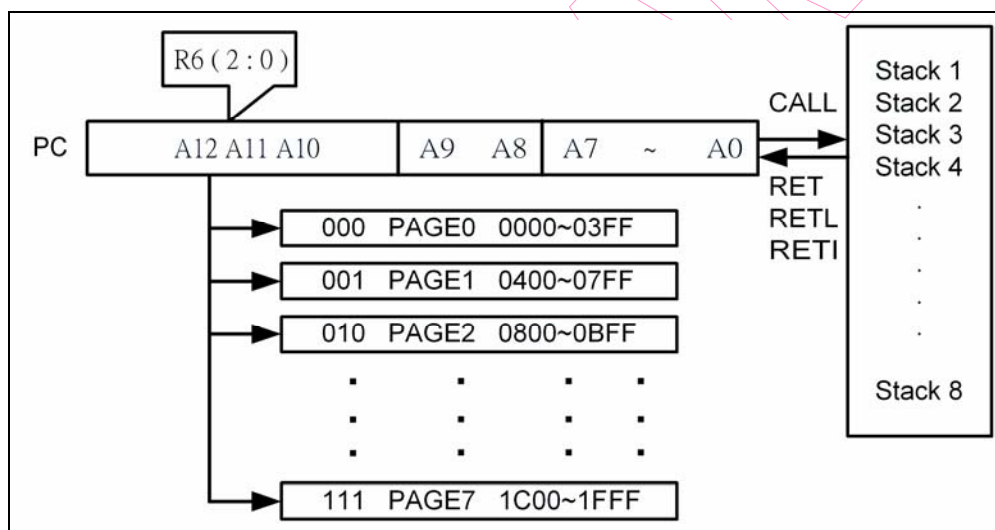 R6(2:0)
PC
A12 A11 A10
A9 A8
A7 ~ A0
000 PAGE0 0000~03FF
001 PAGE1 0400~07FF
010 PAGE2 0800~0BFF
. . . .
. . . .
. . . .
111 PAGE7 1C00~1FFF
CALL
RET
RETL
RETI
Stack 1
Stack 2
Stack 3
Stack 4
.
.
.
.
.
Stack 8